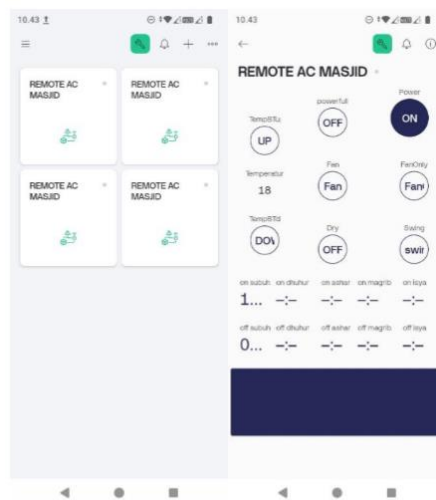 10.43
REMOTE AC
MASJID
REMOTE AC
MASJID
REMOTE AC
MASJID
REMOTE AC
MASJID
10.43
REMOTE AC MASJID
Power
powerfull
ON
OFF
TempBTu
UP
Fan
FanOnly
Temperatur
18
Fan
Fan
TempBTd
Dry
Swing
DOW
OFF
swir
on subuh on dhuhur on ashar on magrib on isya
1... --:-- --:-- --:-- --:--
off subuh off dhuhur off ashar off magrib off isya
0... --:-- --:-- --:-- --:--